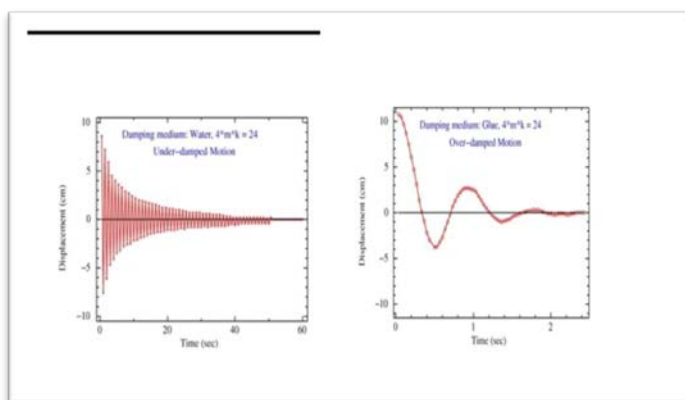 Damping medium: Water, 4*m*k = 24
Under-damped Motion
10
5
0
-5
-10
Displacement (cm)
0
20
40
60
Time (sec)
Damping medium: Glue, 4*m*k = 24
Over-damped Motion
10
5
0
-5
-10
Displacement (cm)
0
1
2
Time (sec)